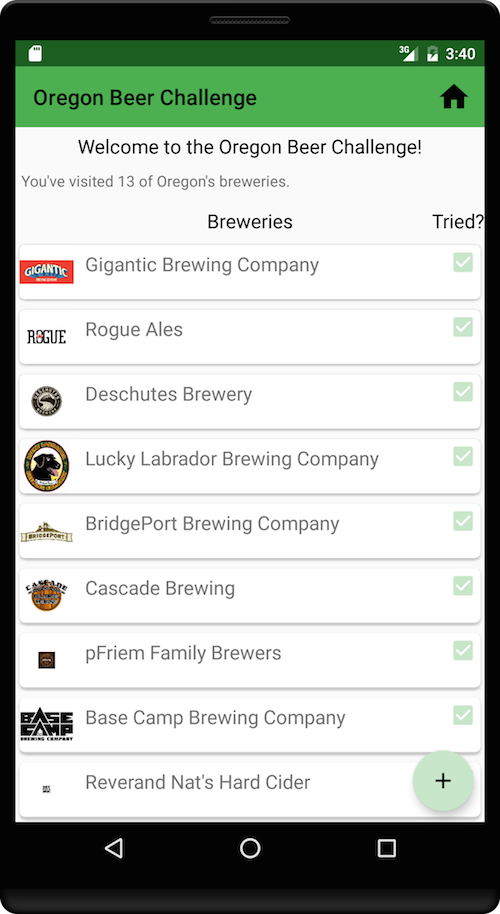 3G 3:40
Oregon Beer Challenge
Welcome to the Oregon Beer Challenge!
You've visited 13 of Oregon's breweries.
Breweries Tried?
GIGANTIC
Gigantic Brewing Company
ROGUE
Rogue Ales
Deschutes Brewery
Lucky Labrador Brewing Company
BRIDGEPORT
BridgePort Brewing Company
CASCADE
Cascade Brewing
pFriem Family Brewers
BASE
CAMP
BREWING COMPANY
Base Camp Brewing Company
Reverand Nat's Hard Cider
+